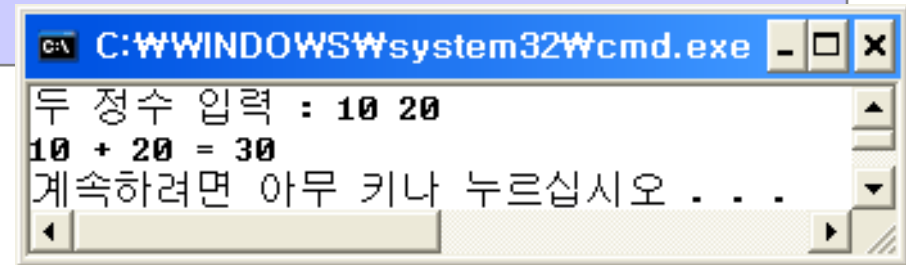 C:₩WINDOWS₩system32₩cmd.exe
두 정수 입력 : 10 20
10 + 20 = 30
계속하려면 아무 키나 누르십시오 . . .